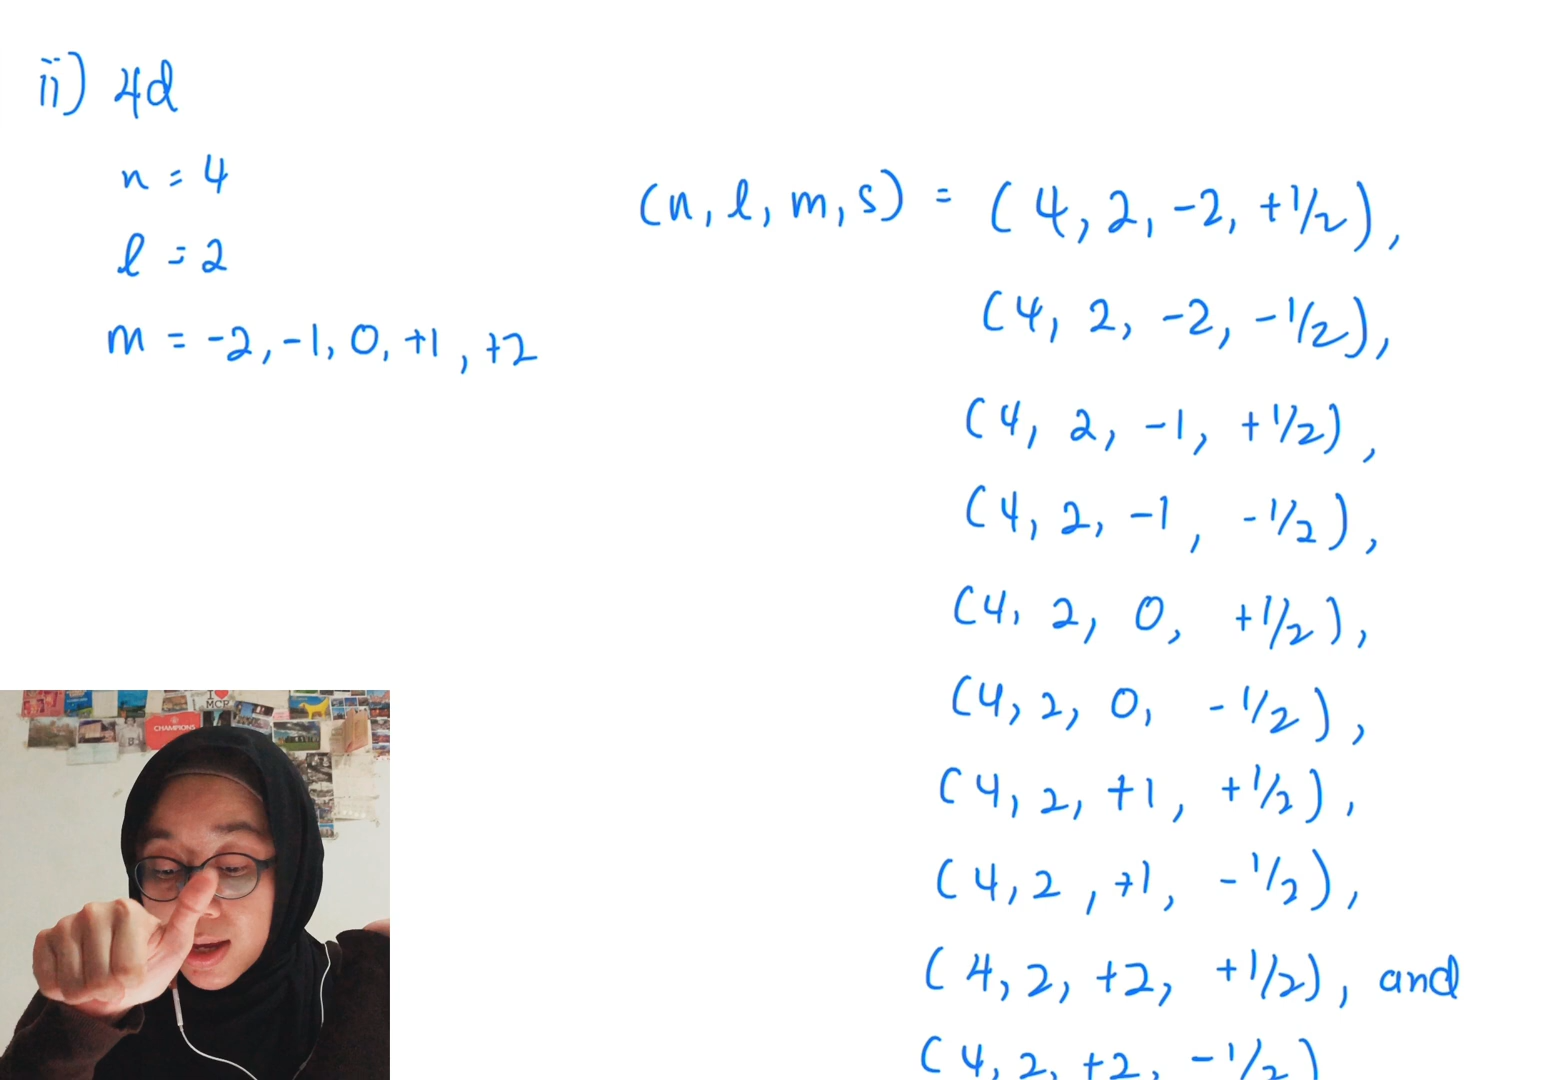 ii) 4d
n = 4
l = 2
m = -2, -1, 0, +1, +2
(n, l, m, s) = (4, 2, -2, +1/2),
(4, 2, -2, -1/2),
(4, 2, -1, +1/2),
(4, 2, -1, -1/2),
(4, 2, 0, +1/2),
(4, 2, 0, -1/2),
(4, 2, +1, +1/2),
(4, 2, +1, -1/2),
(4, 2, +2, +1/2), and
(4, 2, +2, -1/2)
I ❤ MCR
CHAMPIONS